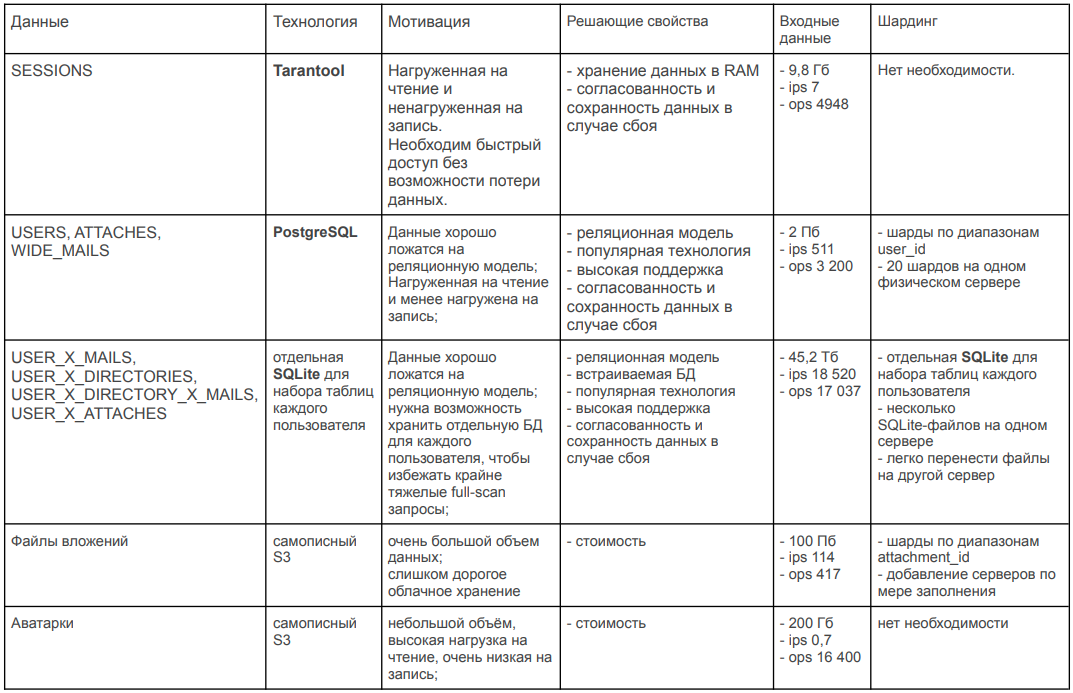 Данные
Технология
Мотивация
Решающие свойства
Входные
данные
Шардинг
SESSIONS
Tarantool
Нагруженная на
чтение и
ненагруженная на
запись.
Необходим быстрый
доступ без
возможности потери
данных.
- хранение данных в RAM
- согласованность и
сохранность данных в
случае сбоя
- 9,8 Гб
- ips 7
- ops 4948
Нет необходимости.
USERS, ATTACHES,
WIDE_MAILS
PostgreSQL
Данные хорошо
ложатся на
реляционную модель;
Нагруженная на чтение
и менее нагружена на
запись;
- реляционная модель
- популярная технология
- высокая поддержка
- согласованность и
сохранность данных в
случае сбоя
- 2 Пб
- ips 511
- ops 3 200
- шарды по диапазонам
user_id
- 20 шардов на одном
физическом сервере
USER_X_MAILS,
USER_X_DIRECTORIES,
USER_X_DIRECTORY_X_MAILS,
USER_X_ATTACHES
отдельная
SQLite для
набора таблиц
каждого
пользователя
Данные хорошо
ложатся на
реляционную модель;
нужна возможность
хранить отдельную БД
для каждого
пользователя, чтобы
избежать крайне
тяжелые full-scan
запросы;
- реляционная модель
- встраиваемая БД
- популярная технология
- высокая поддержка
- согласованность и
сохранность данных в
случае сбоя
- 45,2 Тб
- ips 18 520
- ops 17 037
- отдельная SQLite для
набора таблиц каждого
пользователя
- несколько
SQLite-файлов на одном
сервере
- легко перенести файлы
на другой сервер
Файлы вложений
самописный
S3
очень большой объем
данных;
слишком дорогое
облачное хранение
- стоимость
- 100 Пб
- ips 114
- ops 417
- шарды по диапазонам
attachment_id
- добавление серверов по
мере заполнения
Аватарки
самописный
S3
небольшой объём,
высокая нагрузка на
чтение, очень низкая на
запись;
- стоимость
- 200 Гб
- ips 0,7
- ops 16 400
нет необходимости